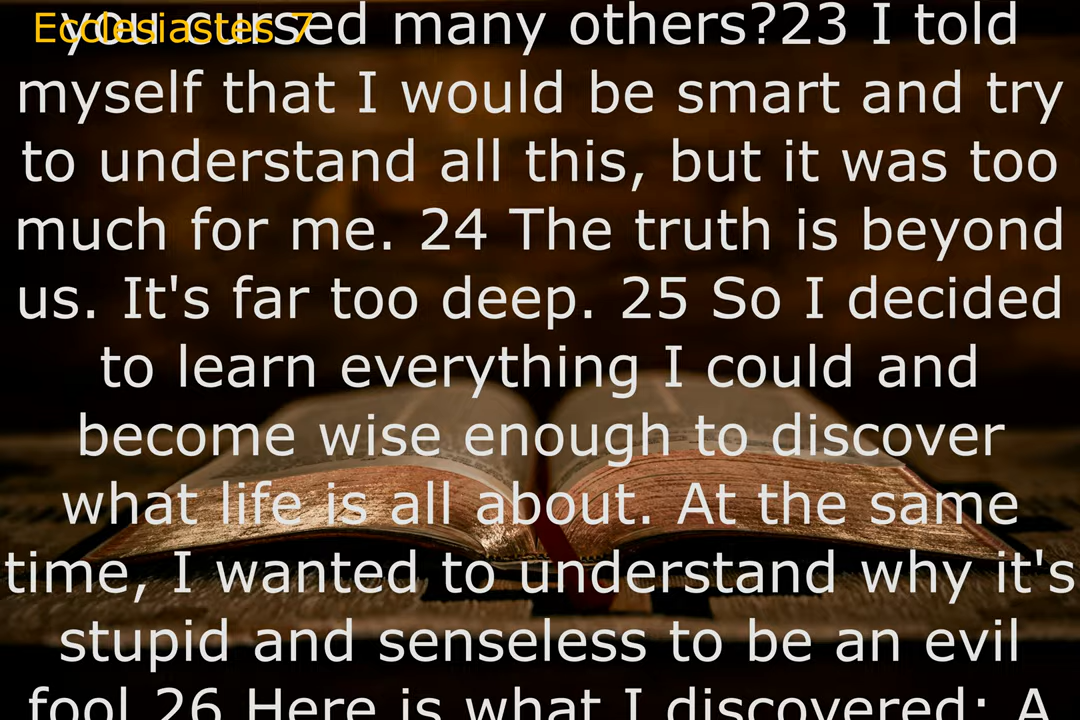 Ecclesiastes 7
you cursed many others?23 I told
myself that I would be smart and try
to understand all this, but it was too
much for me. 24 The truth is beyond
us. It's far too deep. 25 So I decided
to learn everything I could and
become wise enough to discover
what life is all about. At the same
time, I wanted to understand why it's
stupid and senseless to be an evil
fool 26 Here is what I discovered: A